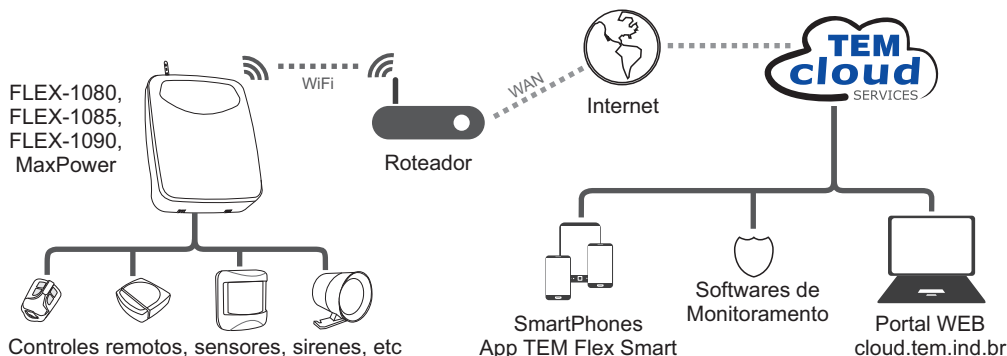 FLEX-1080,
FLEX-1085,
FLEX-1090,
MaxPower
WiFi
Roteador
WAN
Internet
TEM
cloud
SERVICES
Controles remotos, sensores, sirenes, etc
SmartPhones
App TEM Flex Smart
Softwares de
Monitoramento
Portal WEB
cloud.tem.ind.br